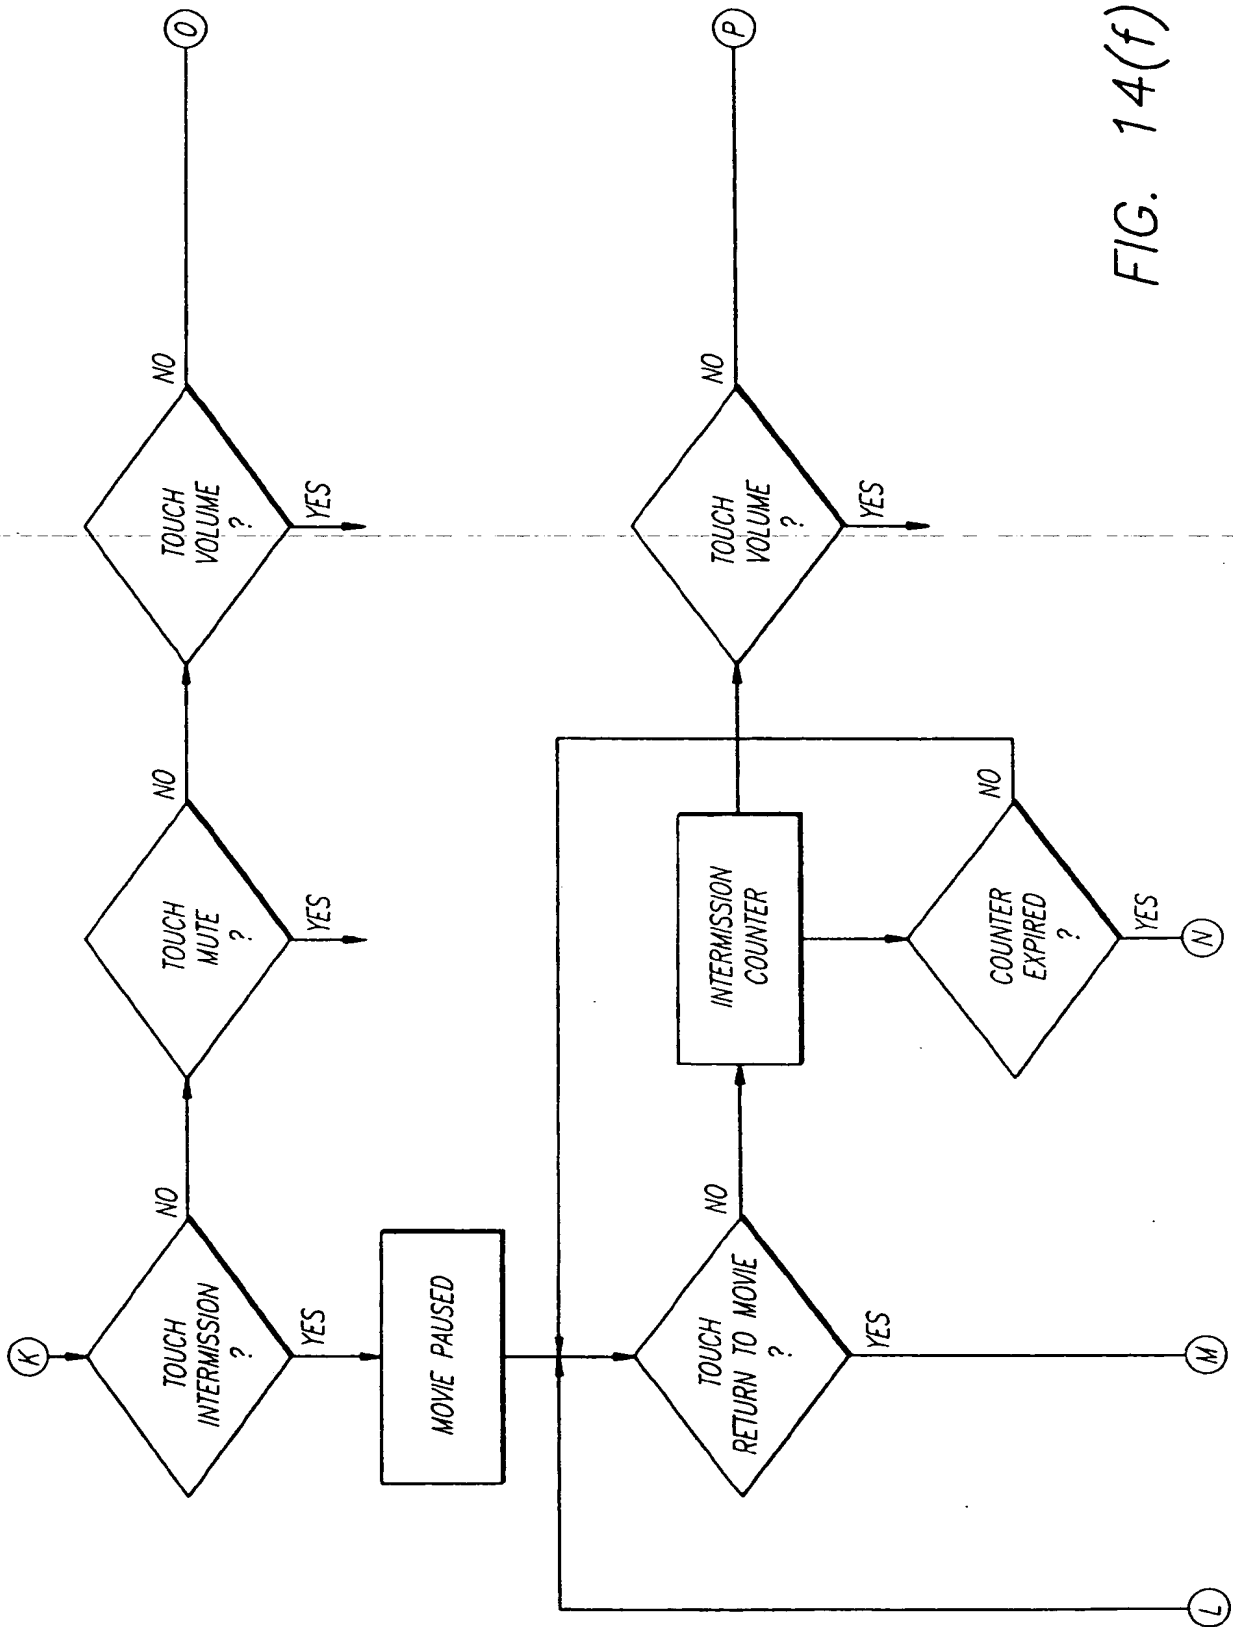 K
TOUCH
INTERMISSION
?
NO
YES
TOUCH
MUTE
?
NO
YES
TOUCH
VOLUME
?
NO
YES
O
MOVIE PAUSED
TOUCH
RETURN TO MOVIE
?
NO
YES
INTERMISSION
COUNTER
TOUCH
VOLUME
?
NO
YES
P
COUNTER
EXPIRED
?
NO
YES
L
M
N
FIG. 14(f)